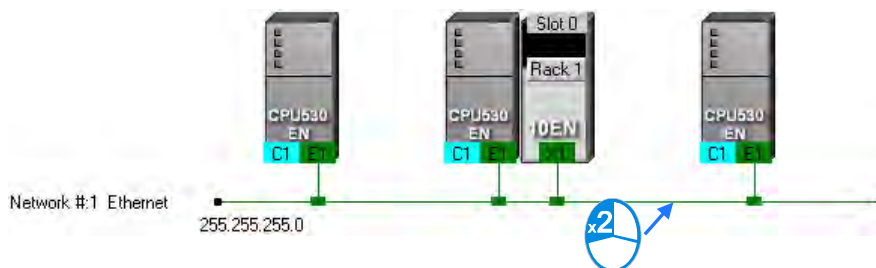 Slot 0
Rack 1
CPU530
EN
C1 E1
CPU530
EN
C1 E1
10EN
X1
CPU530
EN
C1 E1
Network #:1 Ethernet
255.255.255.0
x2